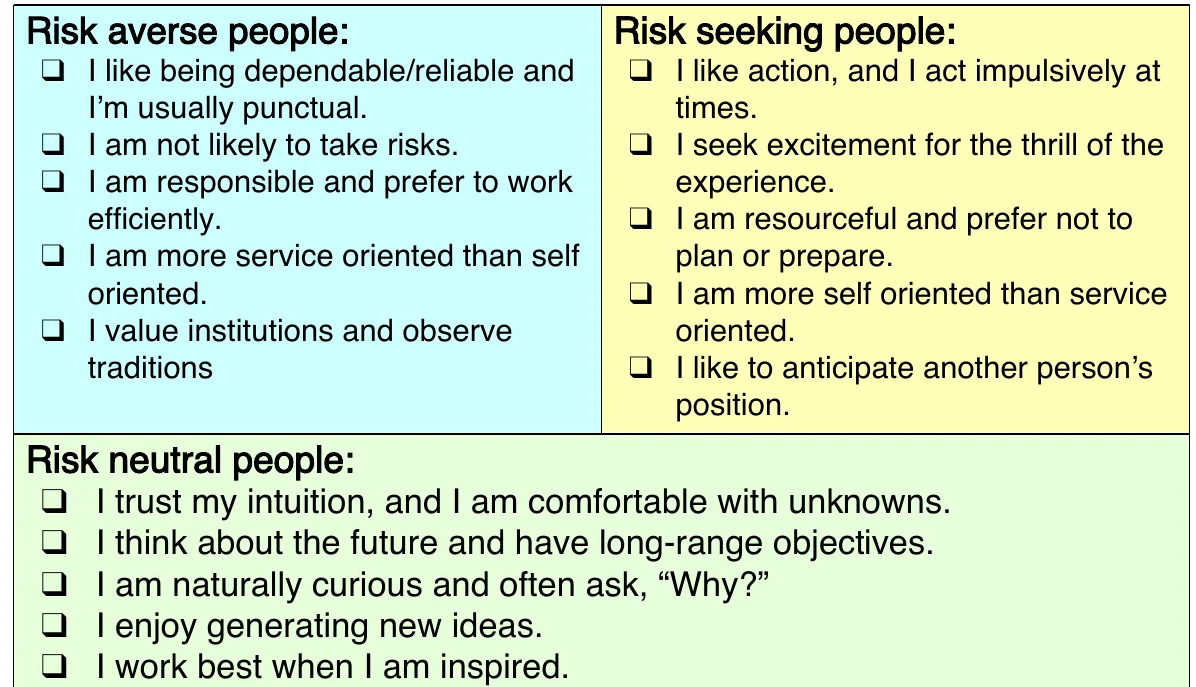 Risk averse people:
❏ I like being dependable/reliable and
I’m usually punctual.
❏ I am not likely to take risks.
❏ I am responsible and prefer to work
efficiently.
❏ I am more service oriented than self
oriented.
❏ I value institutions and observe
traditions
Risk seeking people:
❏ I like action, and I act impulsively at
times.
❏ I seek excitement for the thrill of the
experience.
❏ I am resourceful and prefer not to
plan or prepare.
❏ I am more self oriented than service
oriented.
❏ I like to anticipate another person’s
position.
Risk neutral people:
❏ I trust my intuition, and I am comfortable with unknowns.
❏ I think about the future and have long-range objectives.
❏ I am naturally curious and often ask, “Why?”
❏ I enjoy generating new ideas.
❏ I work best when I am inspired.